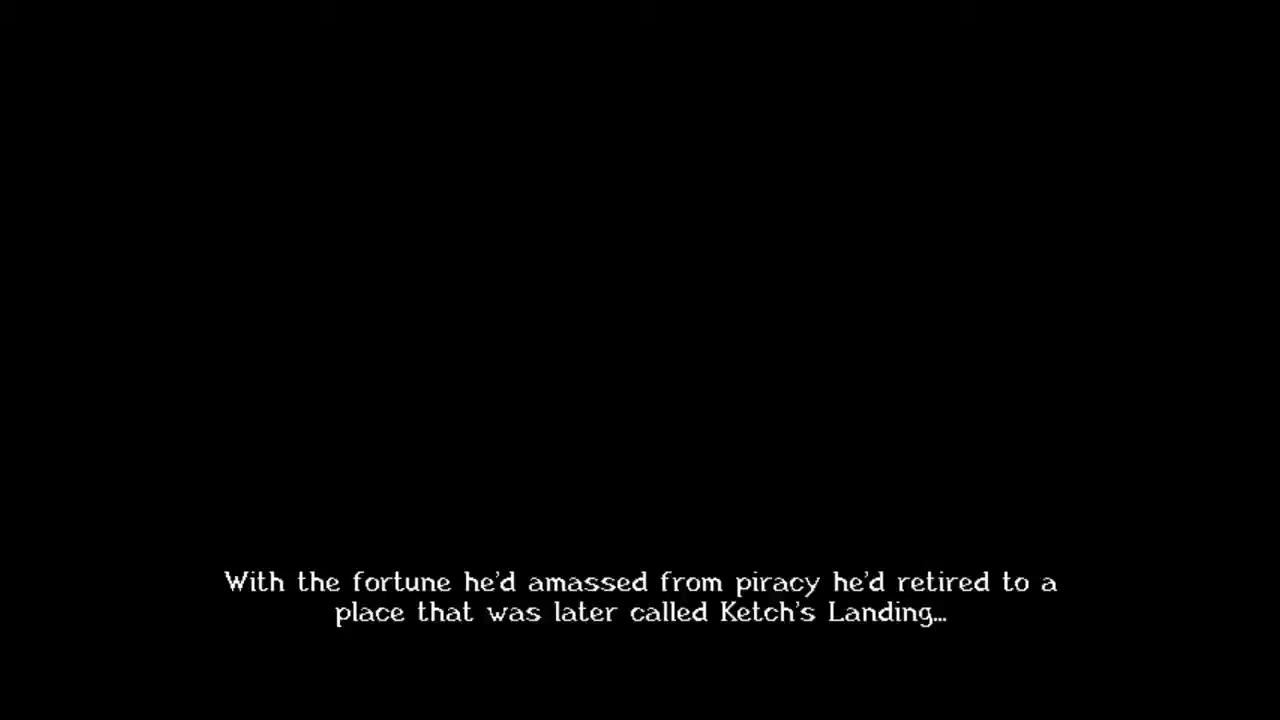 With the fortune he'd amassed from piracy he'd retired to a
place that was later called Ketch's Landing...